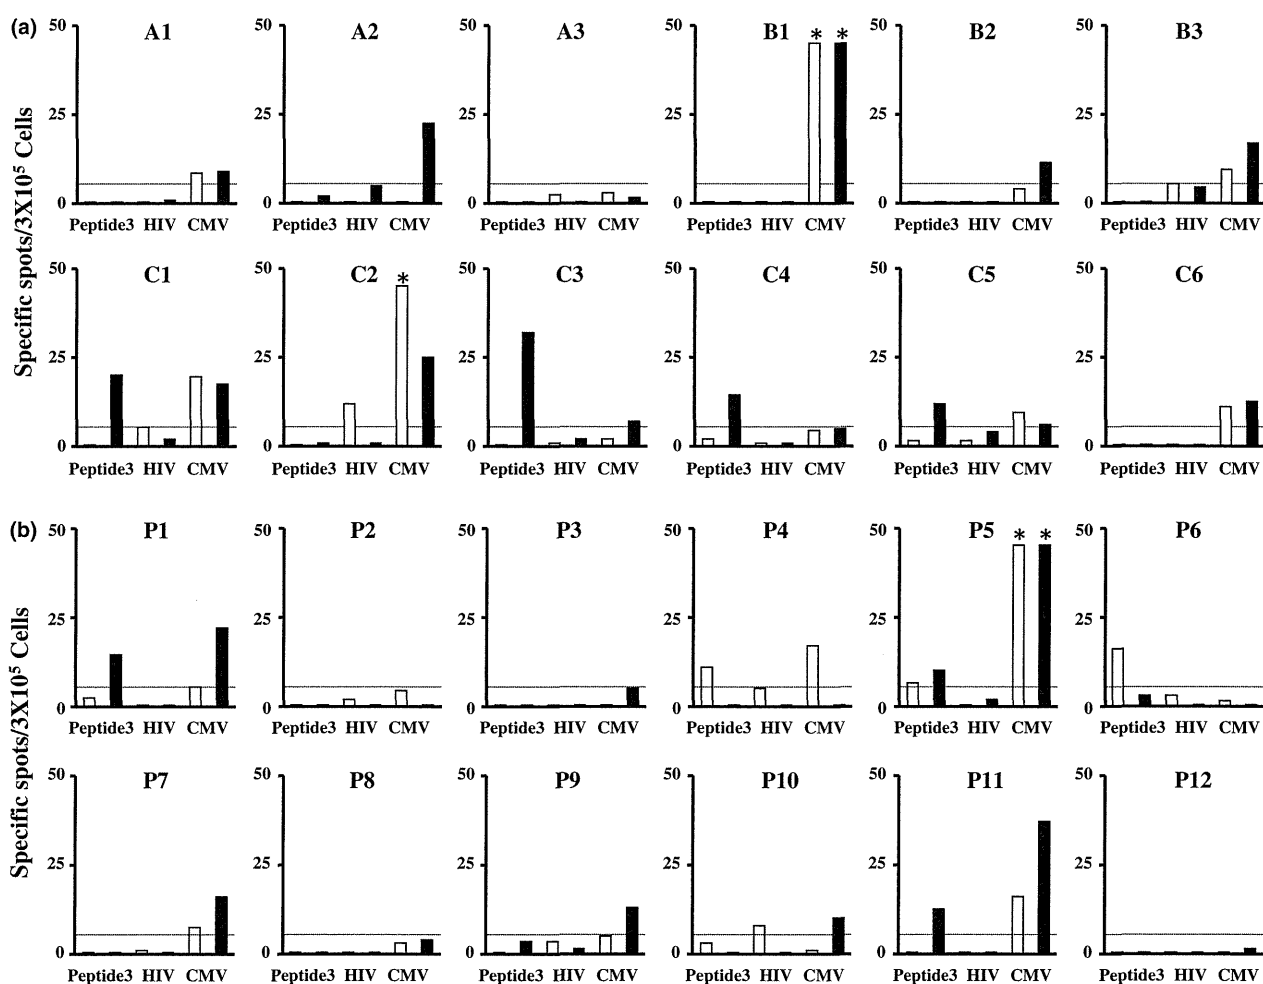 (a)
Specific spots/3X10⁵ Cells
A1 A2 A3 B1 B2 B3
* *
50 50 50 50 50 50
25 25 25 25 25 25
0 0 0 0 0 0
Peptide3 HIV CMV Peptide3 HIV CMV Peptide3 HIV CMV Peptide3 HIV CMV Peptide3 HIV CMV Peptide3 HIV CMV
C1 C2 C3 C4 C5 C6
*
50 50 50 50 50 50
25 25 25 25 25 25
0 0 0 0 0 0
Peptide3 HIV CMV Peptide3 HIV CMV Peptide3 HIV CMV Peptide3 HIV CMV Peptide3 HIV CMV Peptide3 HIV CMV
(b)
Specific spots/3X10⁵ Cells
P1 P2 P3 P4 P5 P6
* *
50 50 50 50 50 50
25 25 25 25 25 25
0 0 0 0 0 0
Peptide3 HIV CMV Peptide3 HIV CMV Peptide3 HIV CMV Peptide3 HIV CMV Peptide3 HIV CMV Peptide3 HIV CMV
P7 P8 P9 P10 P11 P12
50 50 50 50 50 50
25 25 25 25 25 25
0 0 0 0 0 0
Peptide3 HIV CMV Peptide3 HIV CMV Peptide3 HIV CMV Peptide3 HIV CMV Peptide3 HIV CMV Peptide3 HIV CMV